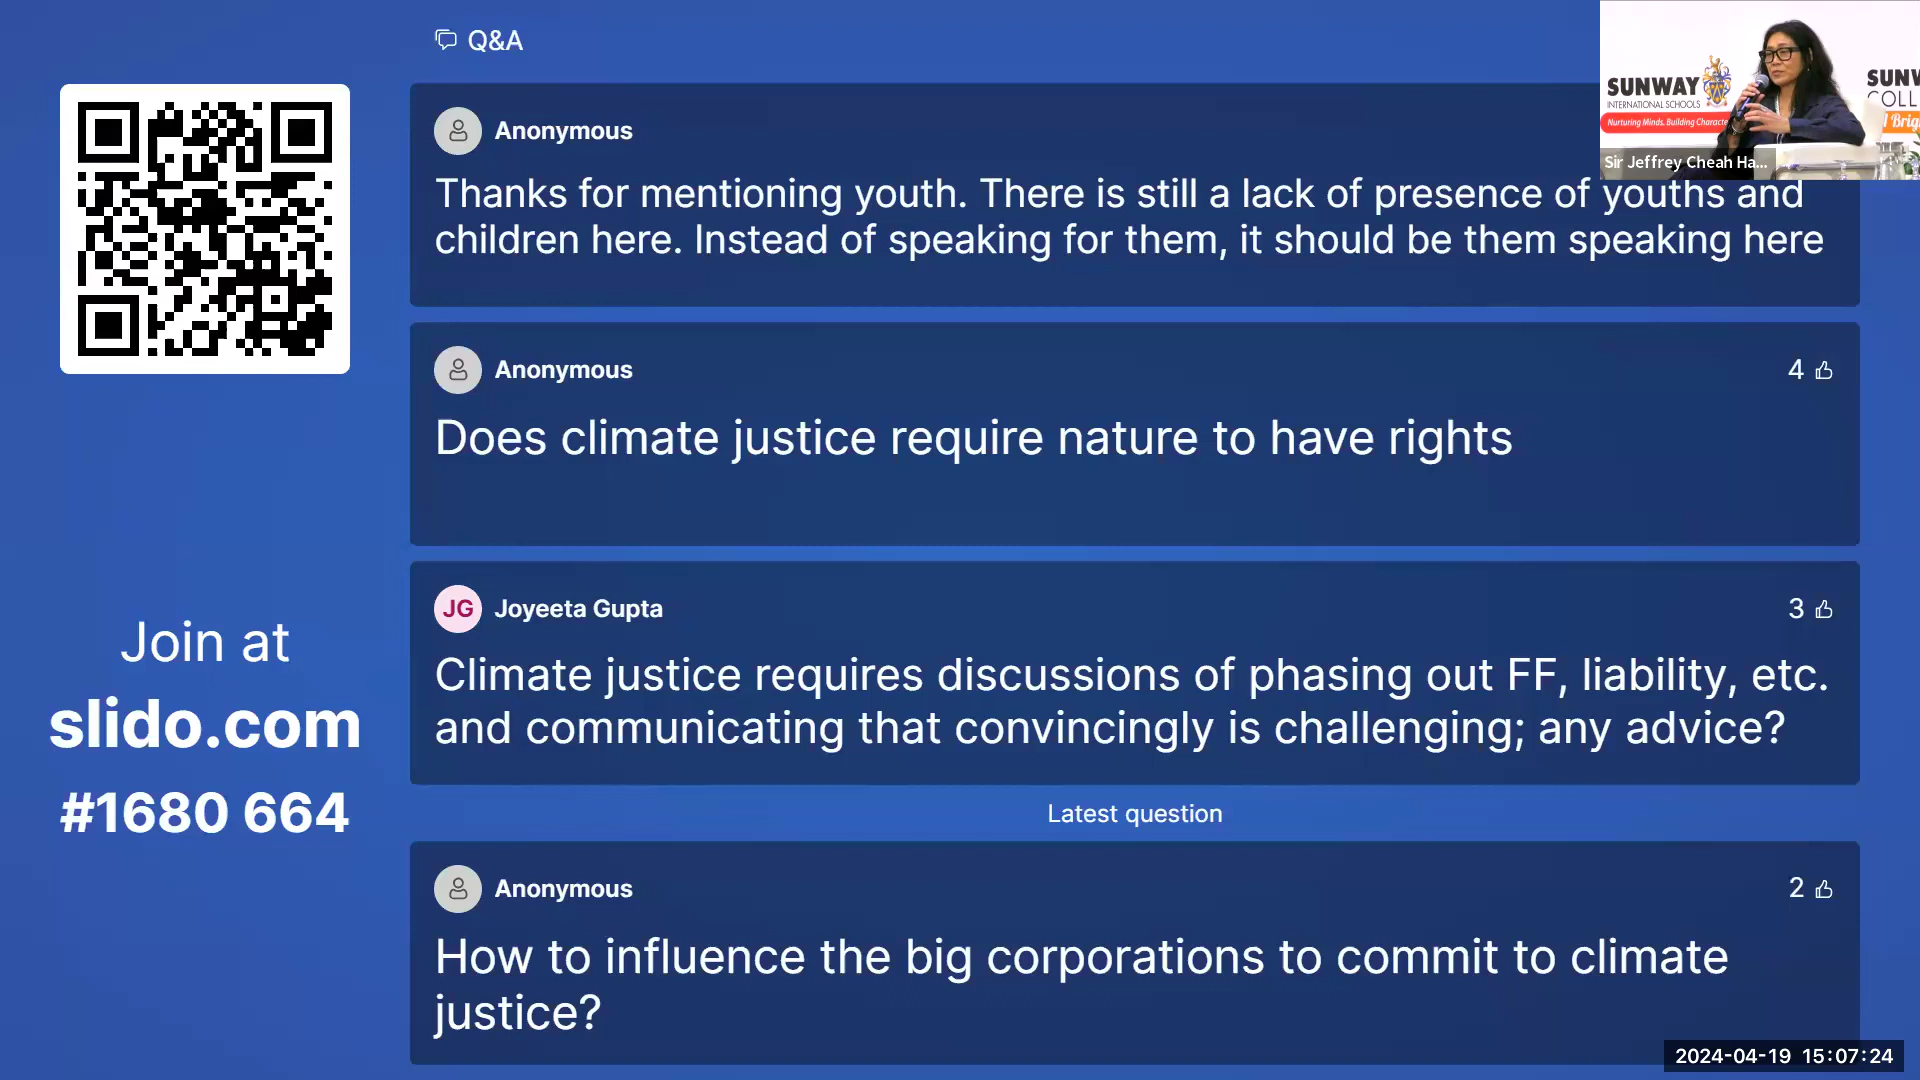 Q&A
Anonymous
Thanks for mentioning youth. There is still a lack of presence of youths and
children here. Instead of speaking for them, it should be them speaking here
Anonymous
4
Does climate justice require nature to have rights
JG Joyeeta Gupta
3
Climate justice requires discussions of phasing out FF, liability, etc.
and communicating that convincingly is challenging; any advice?
Latest question
Anonymous
2
How to influence the big corporations to commit to climate
justice?
Join at
slido.com
#1680 664
SUNWAY
INTERNATIONAL SCHOOLS
Nurturing Minds, Building Characte
SUNW
COLL
Brig
Sir Jeffrey Cheah Ha...
2024-04-19 15:07:24